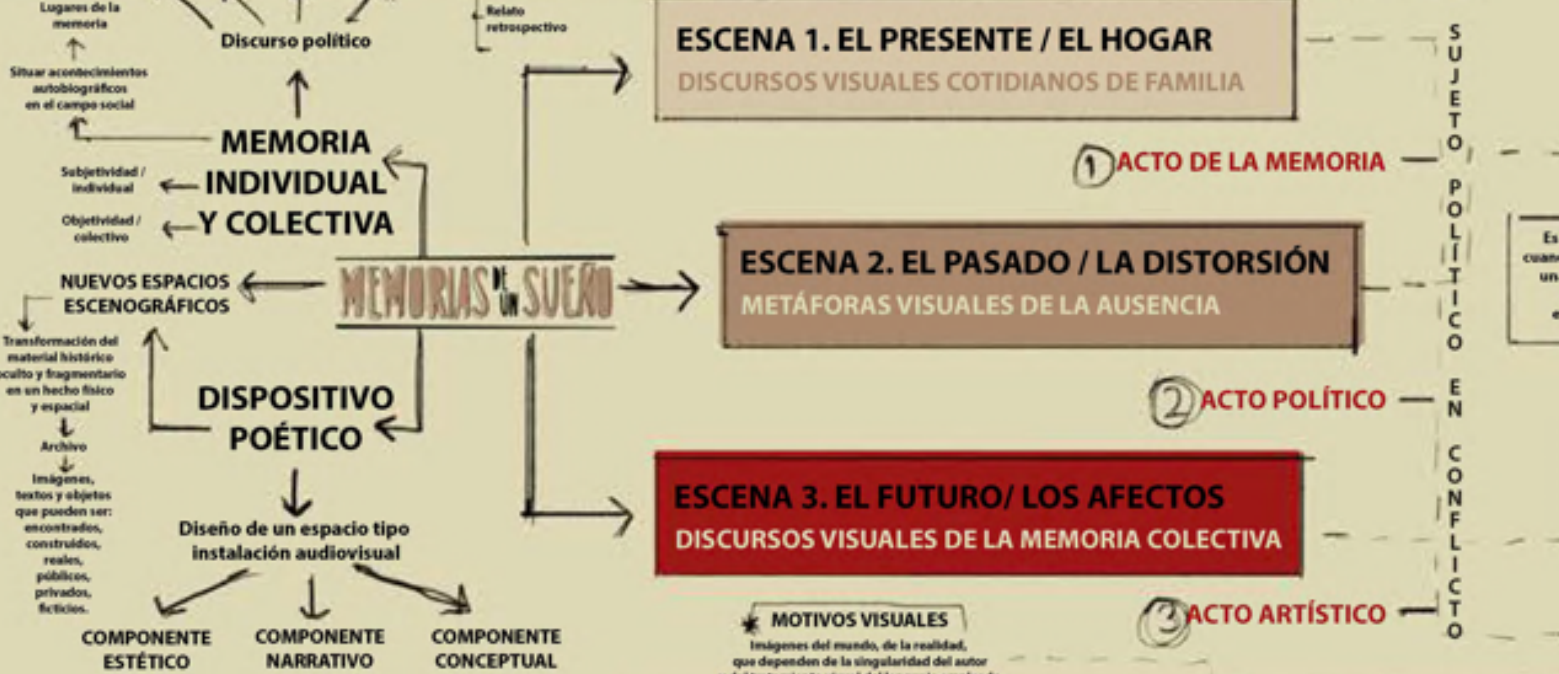 Lugares de la
memoria
Discurso político
Relato
retrospectivo
Situar acontecimientos
autobiográficos
en el campo social
MEMORIA
INDIVIDUAL
Y COLECTIVA
Subjetividad /
individual
Objetividad /
colectivo
NUEVOS ESPACIOS
ESCENOGRÁFICOS
MEMORIAS DE UN SUEÑO
Transformación del
material histórico
oculto y fragmentario
en un hecho físico
y espacial
Archivo
Imágenes,
textos y objetos
que pueden ser:
encontrados,
construidos,
reales,
públicos,
privados,
ficticios.
DISPOSITIVO
POÉTICO
Diseño de un espacio tipo
instalación audiovisual
COMPONENTE
ESTÉTICO
COMPONENTE
NARRATIVO
COMPONENTE
CONCEPTUAL
ESCENA 1. EL PRESENTE / EL HOGAR
DISCURSOS VISUALES COTIDIANOS DE FAMILIA
1 ACTO DE LA MEMORIA
ESCENA 2. EL PASADO / LA DISTORSIÓN
METÁFORAS VISUALES DE LA AUSENCIA
2 ACTO POLÍTICO
ESCENA 3. EL FUTURO/ LOS AFECTOS
DISCURSOS VISUALES DE LA MEMORIA COLECTIVA
3 ACTO ARTÍSTICO
MOTIVOS VISUALES
Imágenes del mundo, de la realidad,
que dependen de la singularidad del autor
SUJETO POLÍTICO EN CONFLICTO
Es
un